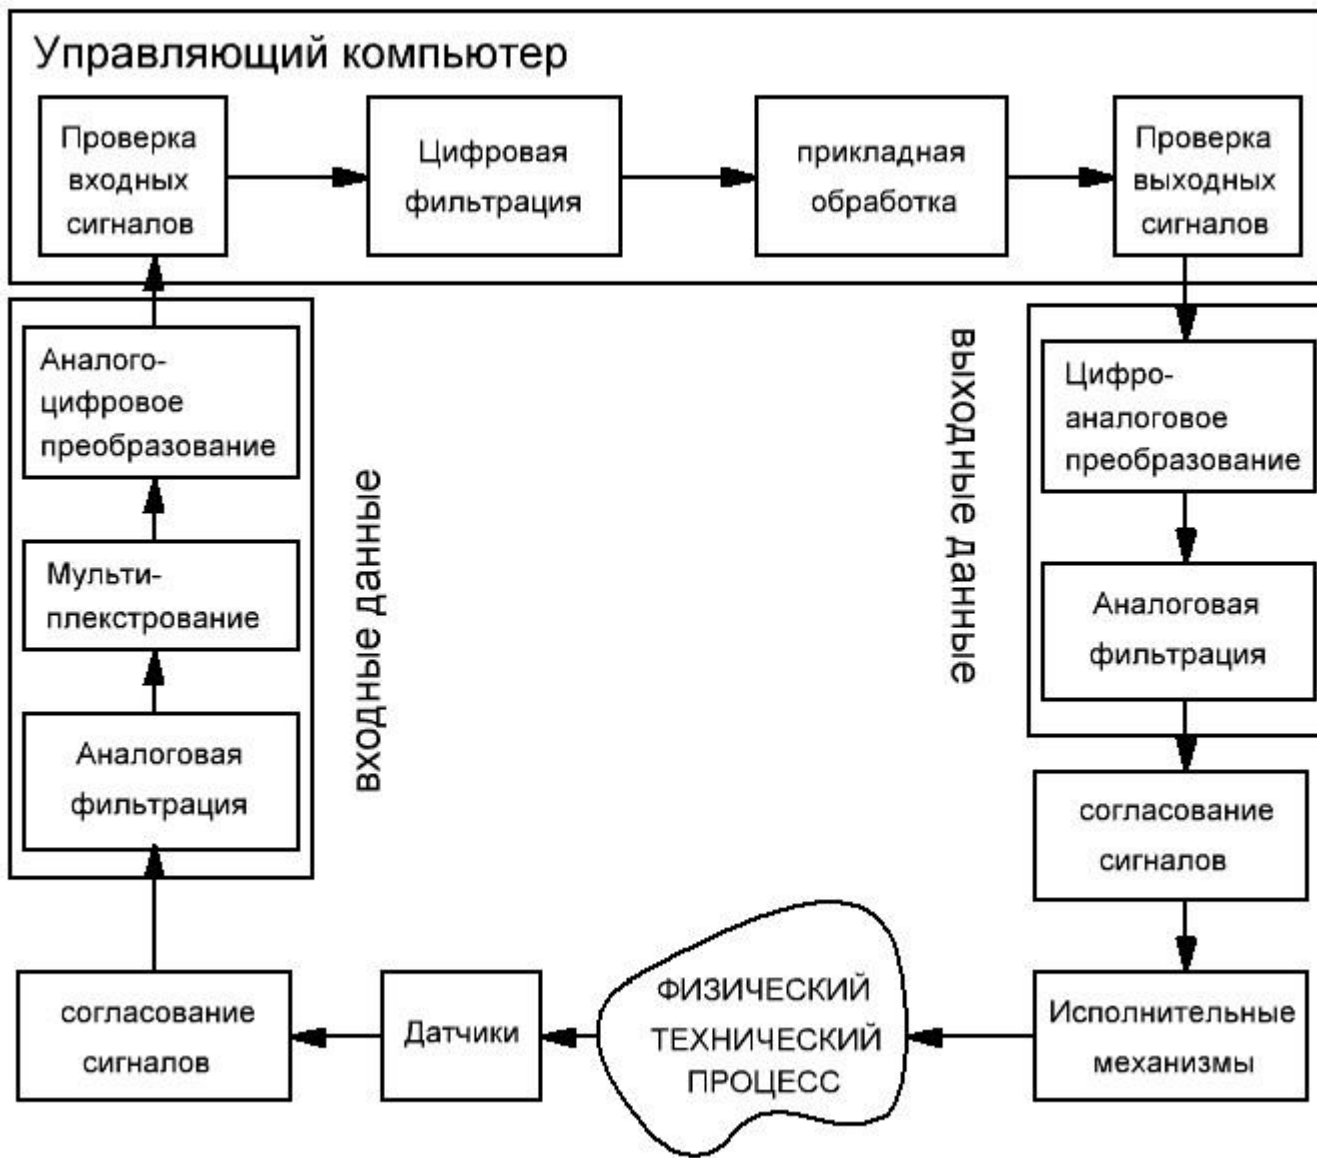 Управляющий компьютер
Проверка
входных
сигналов
Цифровая
фильтрация
прикладная
обработка
Проверка
выходных
сигналов
Аналого-
цифровое
преобразование
Мульти-
плекстрование
Аналоговая
фильтрация
входные данные
выходные данные
Цифро-
аналоговое
преобразование
Аналоговая
фильтрация
согласование
сигналов
согласование
сигналов
Датчики
ФИЗИЧЕСКИЙ
ТЕХНИЧЕСКИЙ
ПРОЦЕСС
Исполнительные
механизмы